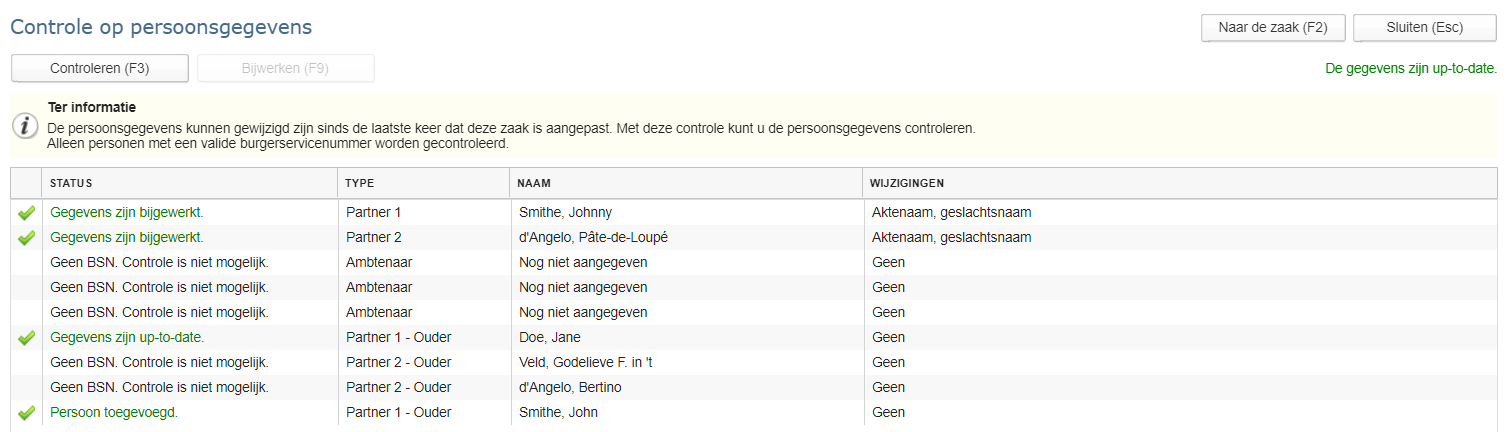 Controle op persoonsgegevens
Naar de zaak (F2) Sluiten (Esc)
Controleren (F3) Bijwerken (F9) De gegevens zijn up-to-date.
Ter informatie
De persoonsgegevens kunnen gewijzigd zijn sinds de laatste keer dat deze zaak is aangepast. Met deze controle kunt u de persoonsgegevens controleren.
Alleen personen met een valide burgerservicenummer worden gecontroleerd.
STATUS TYPE NAAM WIJZIGINGEN
Gegevens zijn bijgewerkt. Partner 1 Smithe, Johnny Aktenaam, geslachtsnaam
Gegevens zijn bijgewerkt. Partner 2 d'Angelo, Pâte-de-Loupé Aktenaam, geslachtsnaam
Geen BSN. Controle is niet mogelijk. Ambtenaar Nog niet aangegeven Geen
Geen BSN. Controle is niet mogelijk. Ambtenaar Nog niet aangegeven Geen
Geen BSN. Controle is niet mogelijk. Ambtenaar Nog niet aangegeven Geen
Gegevens zijn up-to-date. Partner 1 - Ouder Doe, Jane Geen
Geen BSN. Controle is niet mogelijk. Partner 2 - Ouder Veld, Godelieve F. in 't Geen
Geen BSN. Controle is niet mogelijk. Partner 2 - Ouder d'Angelo, Bertino Geen
Persoon toegevoegd. Partner 1 - Ouder Smithe, John Geen